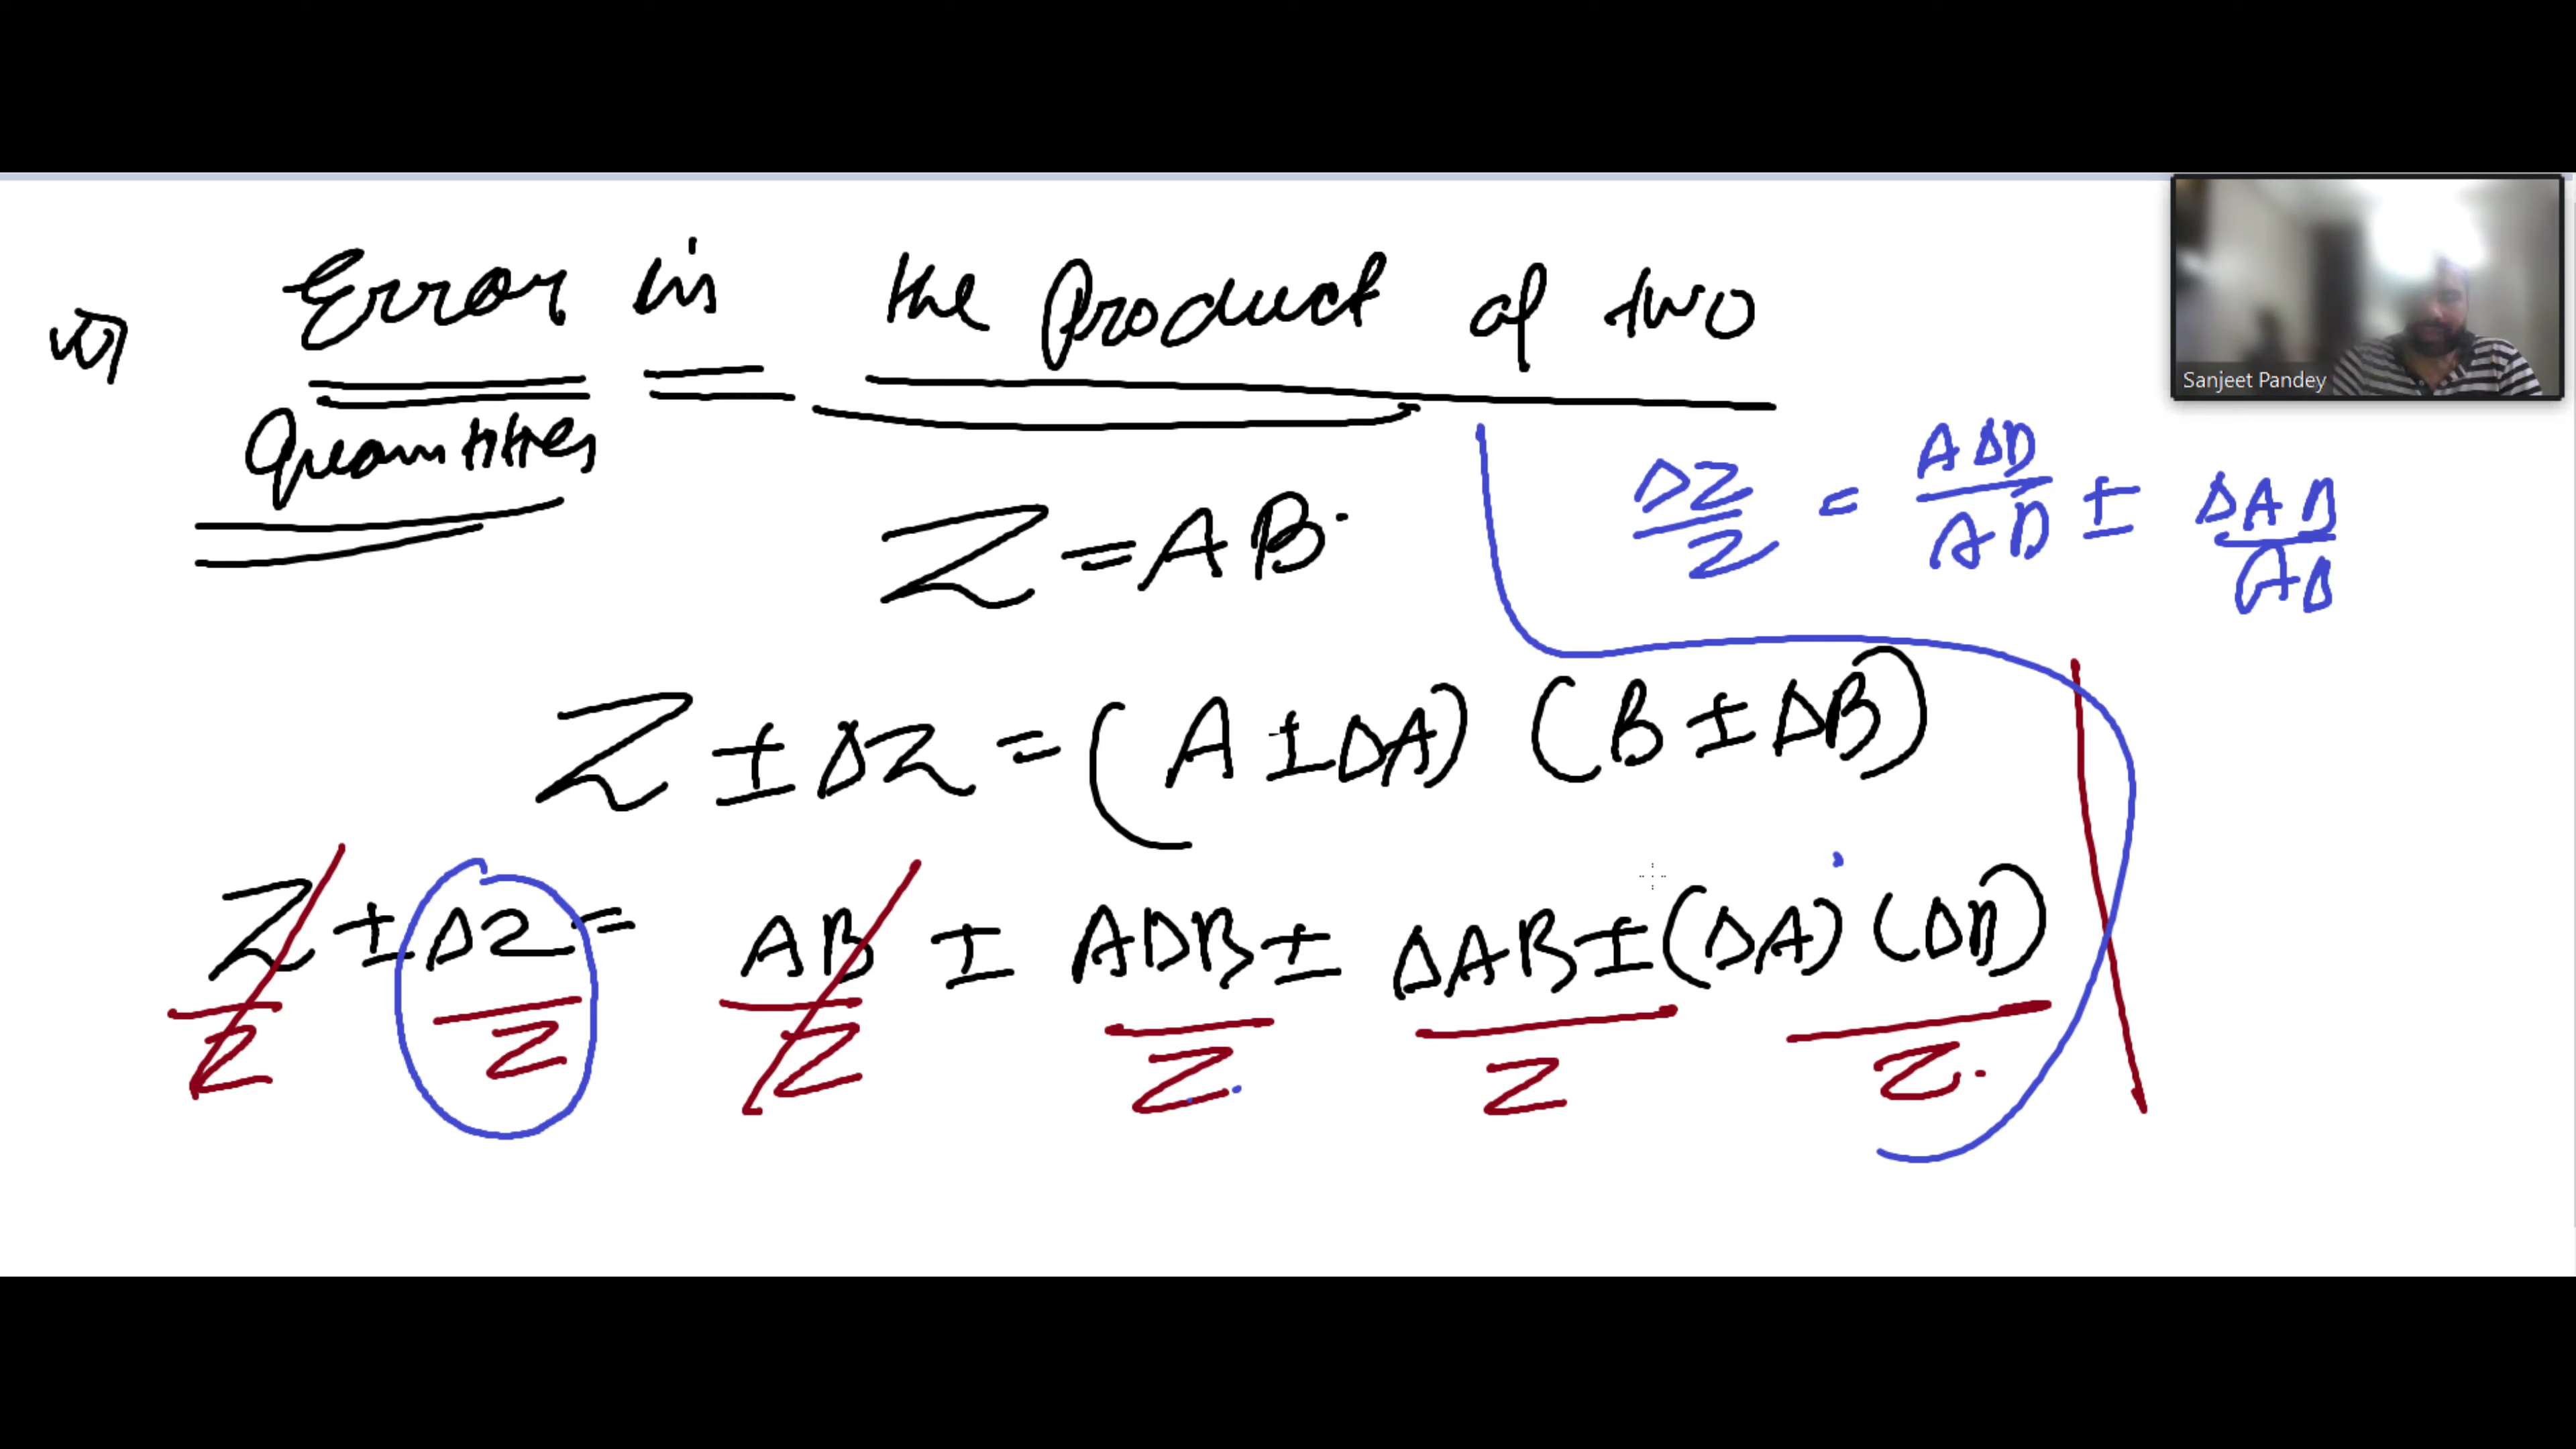 Error in the Product of two
Quantities
Z = AB.
ΔZ/Z = AΔB/AB ± ΔAB/AB
Z ± ΔZ = (A ± ΔA) (B ± ΔB)
Z/Z ± ΔZ/Z = AB/Z ± AΔB/Z ± ΔAB/Z ± (ΔA) (ΔB)/Z.
Sanjeet Pandey